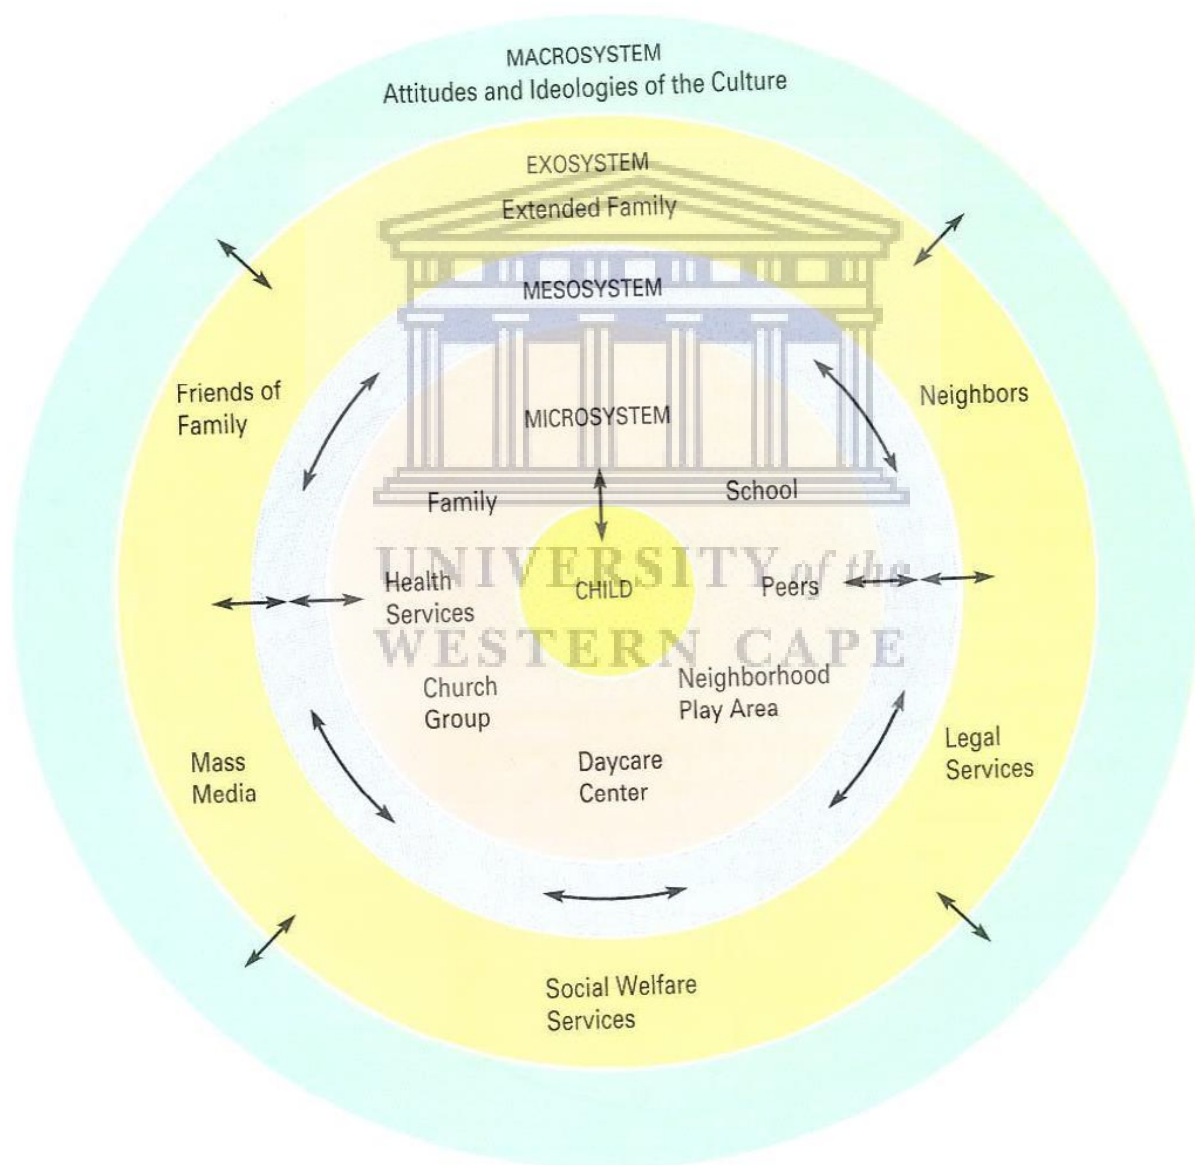 MACROSYSTEM
Attitudes and Ideologies of the Culture
EXOSYSTEM
Extended Family
MESOSYSTEM
Friends of
Family
Neighbors
MICROSYSTEM
Family
School
UNIVERSITY of the
WESTERN CAPE
Health
Services
CHILD
Peers
Church
Group
Neighborhood
Play Area
Mass
Media
Daycare
Center
Legal
Services
Social Welfare
Services